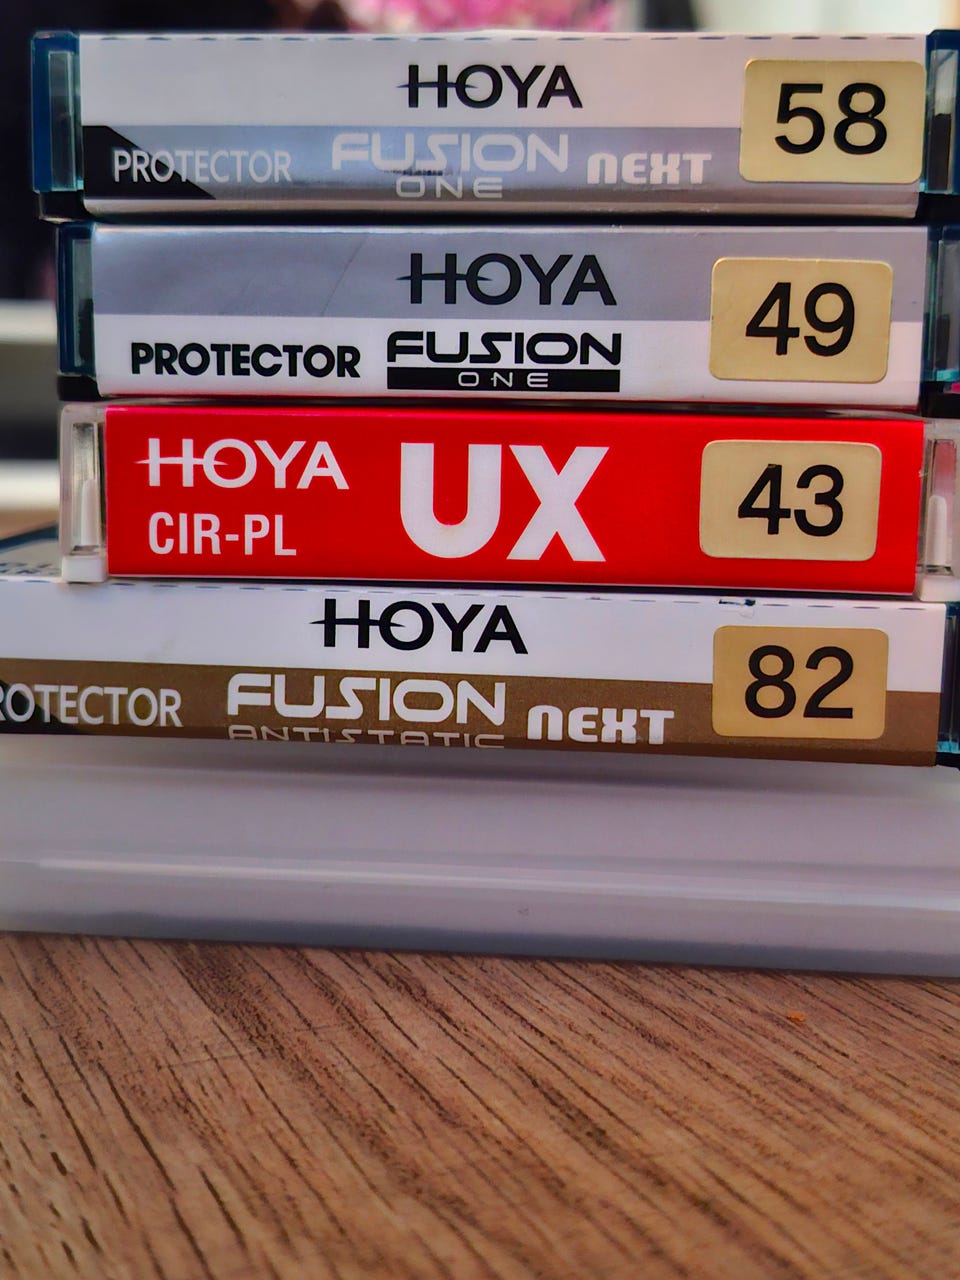 HOYA
58
PROTECTOR FUSION ONE NEXT
HOYA
49
PROTECTOR FUSION ONE
HOYA UX
CIR-PL
43
HOYA
82
ROTECTOR FUSION ANTISTATIC NEXT